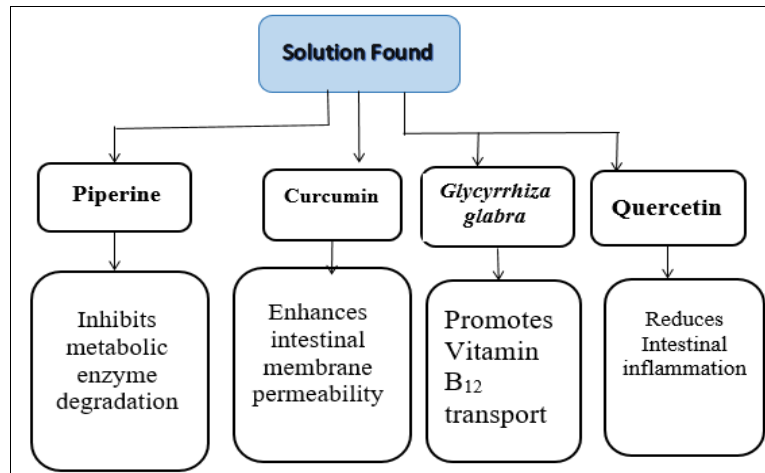 Solution Found
Piperine
Curcumin
Glycyrrhiza
glabra
Quercetin
Inhibits
metabolic
enzyme
degradation
Enhances
intestinal
membrane
permeability
Promotes
Vitamin
B₁₂
transport
Reduces
Intestinal
inflammation